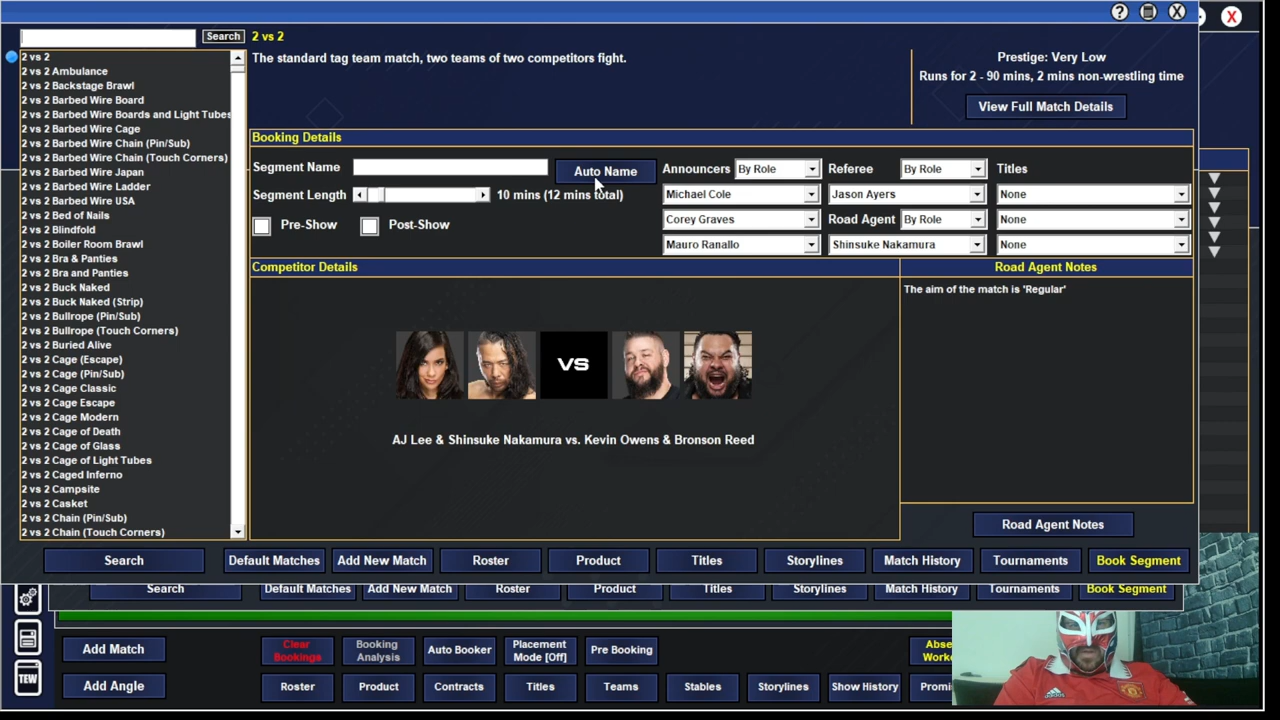 ? X X
Search 2 vs 2
2 vs 2
2 vs 2 Ambulance
2 vs 2 Backstage Brawl
2 vs 2 Barbed Wire Board
2 vs 2 Barbed Wire Boards and Light Tubes
2 vs 2 Barbed Wire Cage
2 vs 2 Barbed Wire Chain (Pin/Sub)
2 vs 2 Barbed Wire Chain (Touch Corners)
2 vs 2 Barbed Wire Japan
2 vs 2 Barbed Wire Ladder
2 vs 2 Barbed Wire USA
2 vs 2 Bed of Nails
2 vs 2 Blindfold
2 vs 2 Boiler Room Brawl
2 vs 2 Bra & Panties
2 vs 2 Bra and Panties
2 vs 2 Buck Naked
2 vs 2 Buck Naked (Strip)
2 vs 2 Bullrope (Pin/Sub)
2 vs 2 Bullrope (Touch Corners)
2 vs 2 Buried Alive
2 vs 2 Cage (Escape)
2 vs 2 Cage (Pin/Sub)
2 vs 2 Cage Classic
2 vs 2 Cage Escape
2 vs 2 Cage Modern
2 vs 2 Cage of Death
2 vs 2 Cage of Glass
2 vs 2 Cage of Light Tubes
2 vs 2 Caged Inferno
2 vs 2 Campsite
2 vs 2 Casket
2 vs 2 Chain (Pin/Sub)
2 vs 2 Chain (Touch Corners)
The standard tag team match, two teams of two competitors fight.
Prestige: Very Low
Runs for 2 - 90 mins, 2 mins non-wrestling time
View Full Match Details
Booking Details
Segment Name Auto Name Announcers By Role Referee By Role Titles
Segment Length 10 mins (12 mins total) Michael Cole Jason Ayers None
Pre-Show Post-Show Corey Graves Road Agent By Role None
Mauro Ranallo Shinsuke Nakamura None
Competitor Details
VS
AJ Lee & Shinsuke Nakamura vs. Kevin Owens & Bronson Reed
Road Agent Notes
The aim of the match is 'Regular'
Road Agent Notes
Search Default Matches Add New Match Roster Product Titles Storylines Match History Tournaments Book Segment
Search Default Matches Add New Match Roster Product Titles Storylines Match History Tournaments Book Segment
Add Match Clear Bookings Booking Analysis Auto Booker Placement Mode [Off] Pre Booking
TEW Add Angle Roster Product Contracts Titles Teams Stables Storylines Show History
adidas